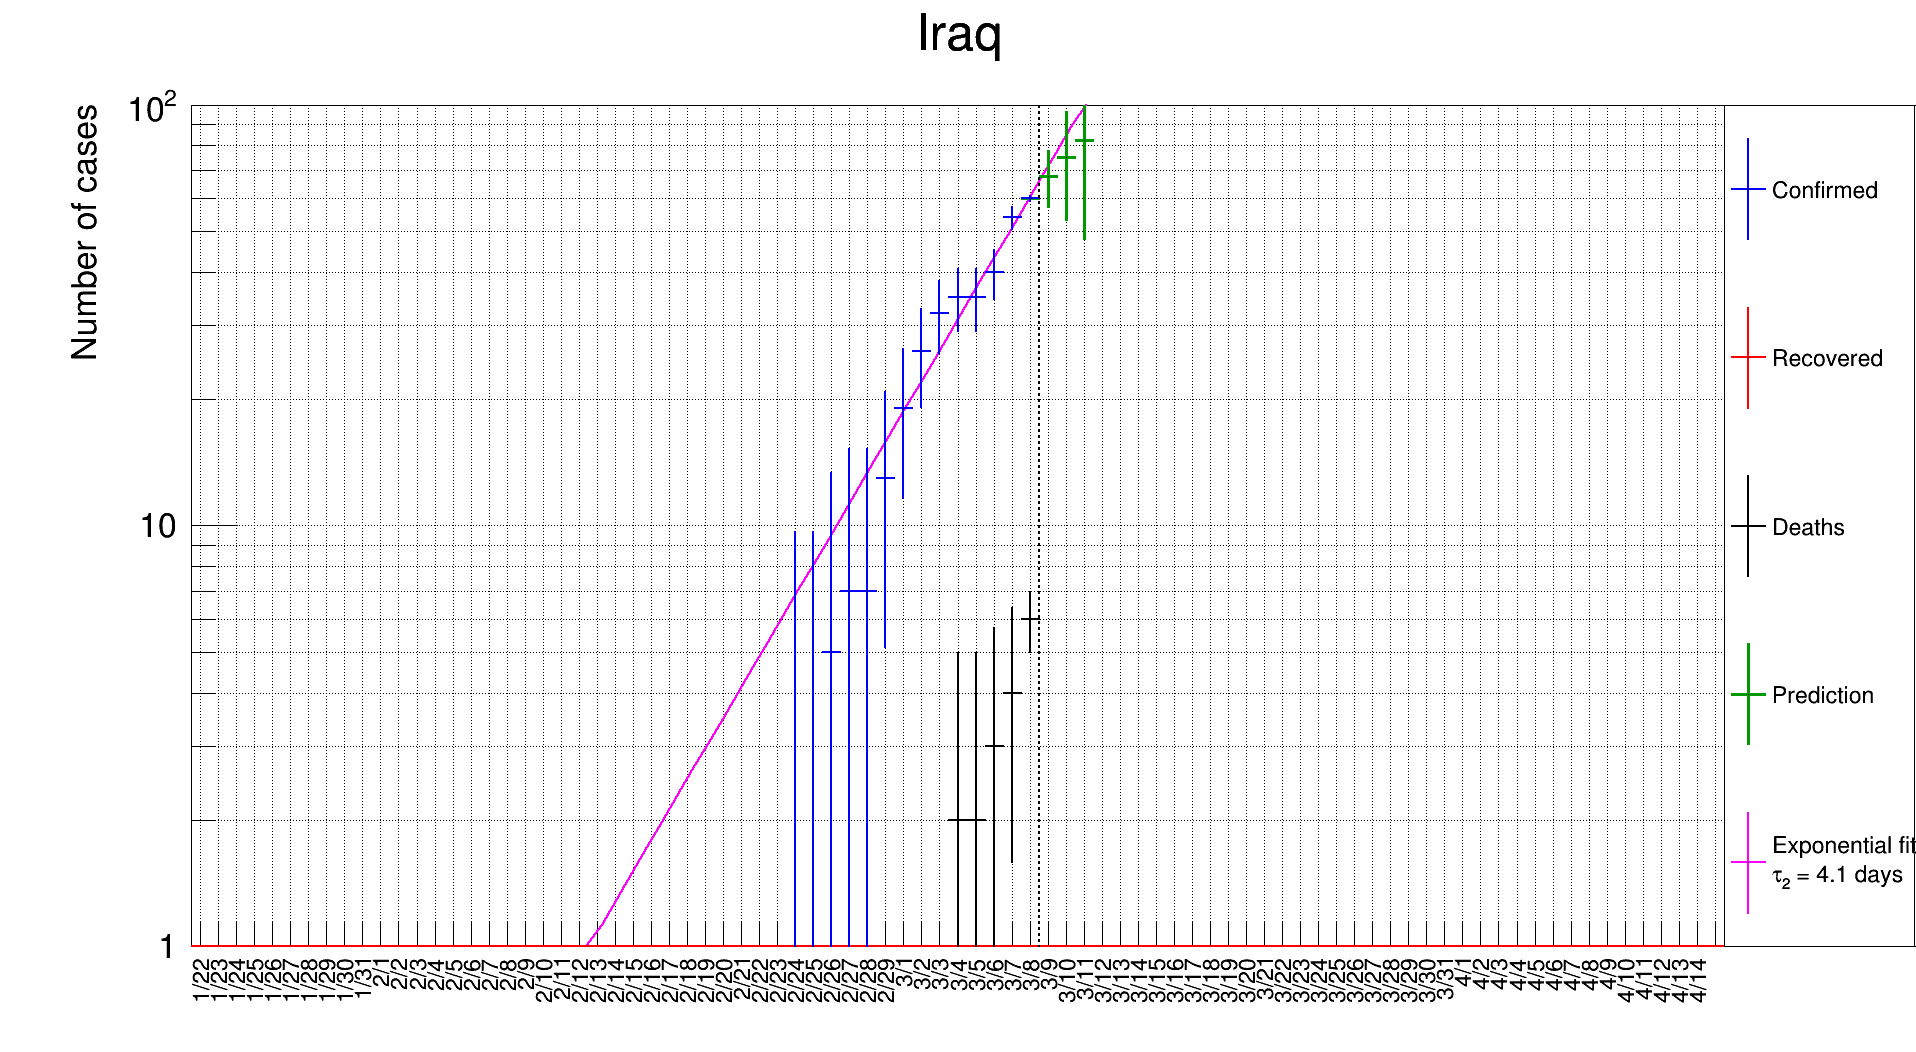 Iraq
Number of cases
10²
10
1
1/22 1/23 1/24 1/25 1/26 1/27 1/28 1/29 1/30 1/31 2/1 2/2 2/3 2/4 2/5 2/6 2/7 2/8 2/9 2/10 2/11 2/12 2/13 2/14 2/15 2/16 2/17 2/18 2/19 2/20 2/21 2/22 2/23 2/24 2/25 2/26 2/27 2/28 2/29 3/1 3/2 3/3 3/4 3/5 3/6 3/7 3/8 3/9 3/10 3/11 3/12 3/13 3/14 3/15 3/16 3/17 3/18 3/19 3/20 3/21 3/22 3/23 3/24 3/25 3/26 3/27 3/28 3/29 3/30 3/31 4/1 4/2 4/3 4/4 4/5 4/6 4/7 4/8 4/9 4/10 4/11 4/12 4/13 4/14
Confirmed
Recovered
Deaths
Prediction
Exponential fit
τ₂ = 4.1 days